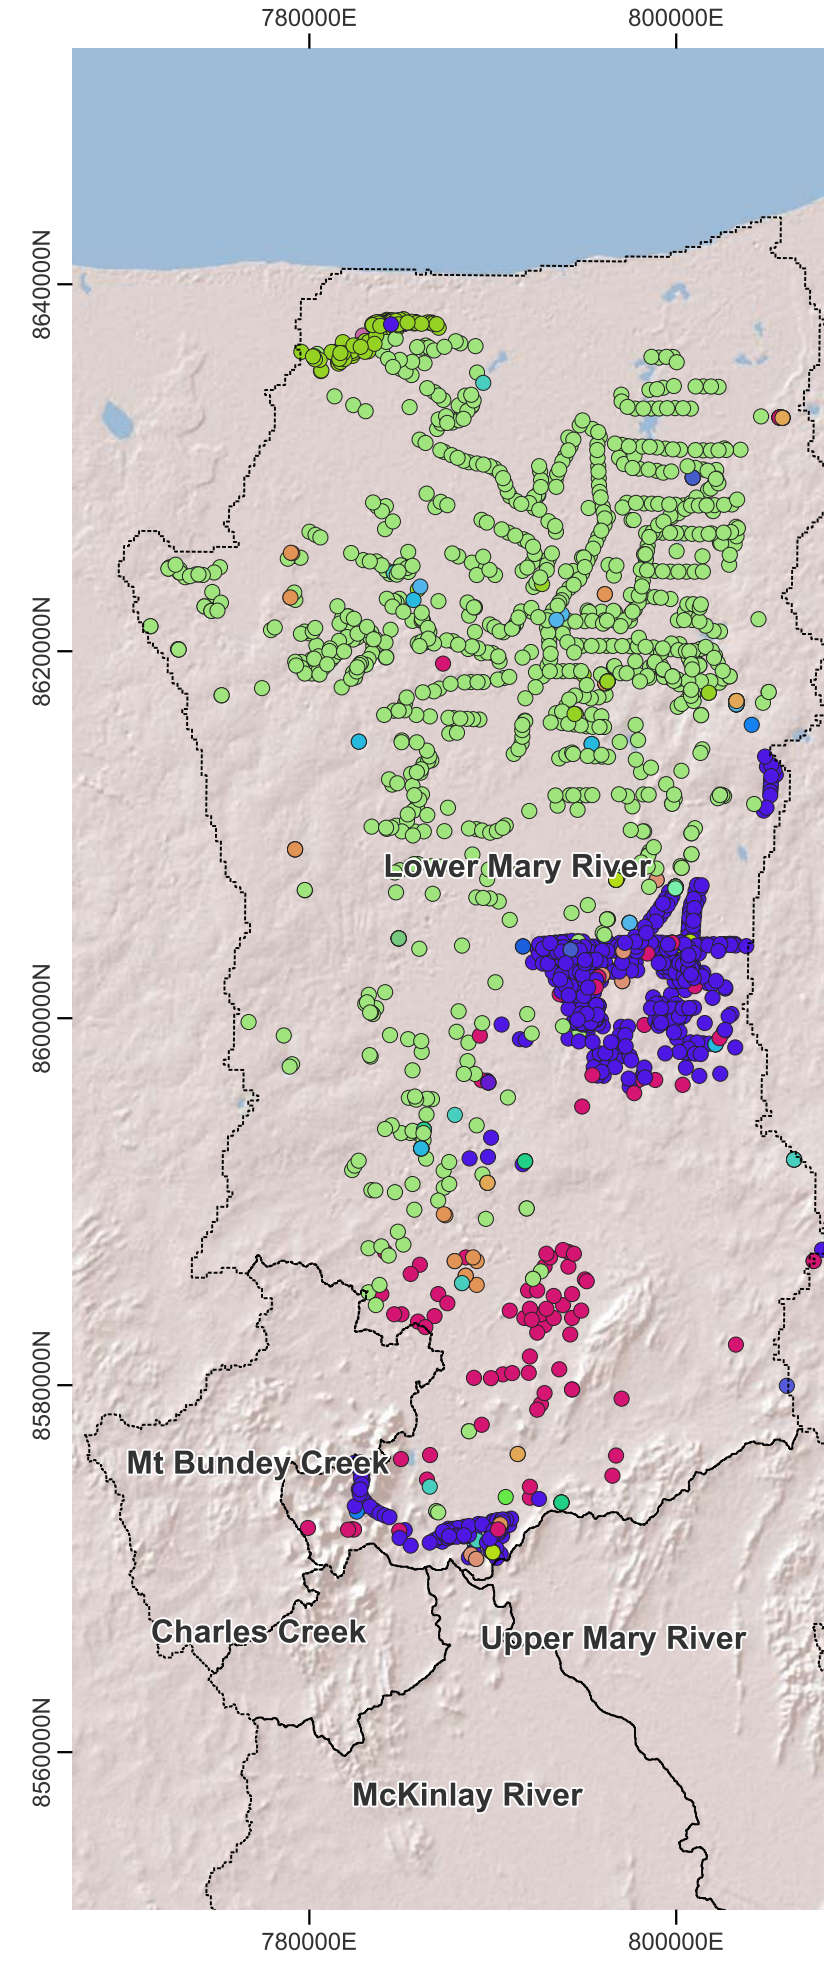 780000E 800000E
8640000N
8620000N
Lower Mary River
8600000N
8580000N
Mt Bundey Creek
Charles Creek
Upper Mary River
8560000N
McKinlay River
780000E 800000E